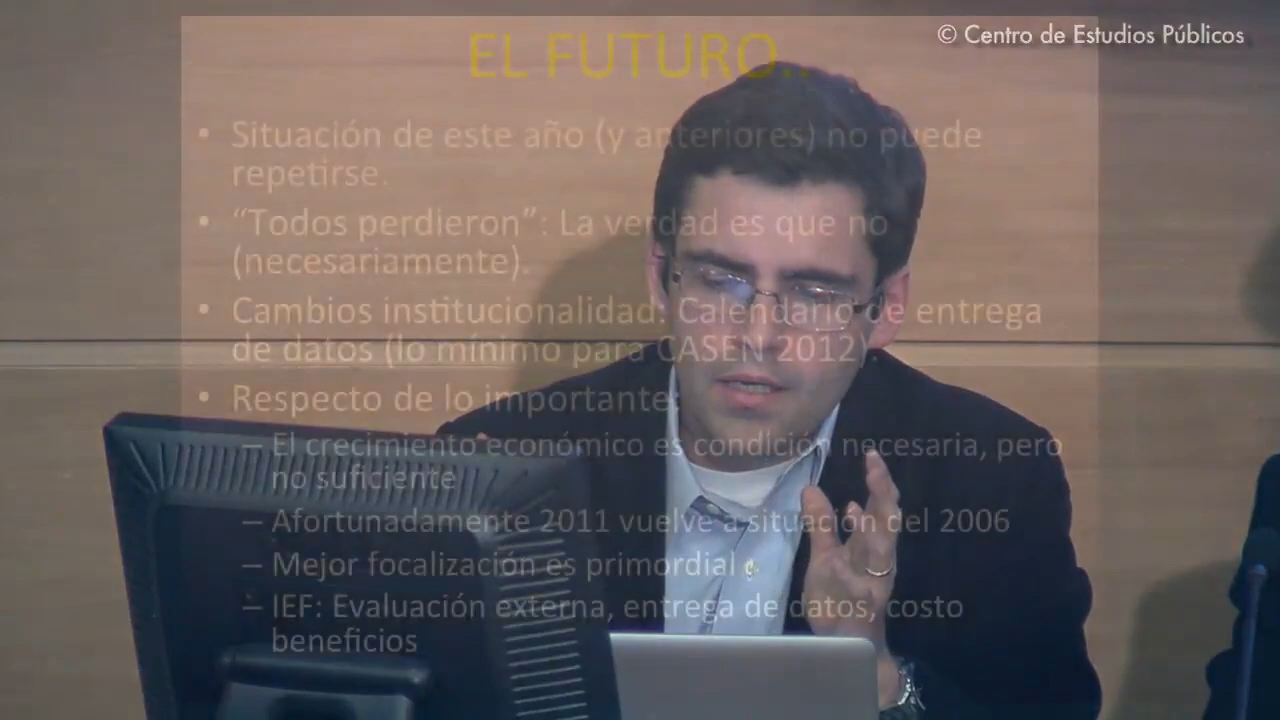 © Centro de Estudios Públicos
EL FUTURO..
• Situación de este año (y anteriores) no puede
repetirse.
• “Todos perdieron”: La verdad es que no
(necesariamente).
• Cambios institucionalidad: Calendario de entrega
de datos (lo mínimo para CASEN 2012).
• Respecto de lo importante
– El crecimiento económico es condición necesaria, pero
no suficiente
– Afortunadamente 2011 vuelve a situación del 2006
– Mejor focalización es primordial
– IEF: Evaluación externa, entrega de datos, costo
beneficios